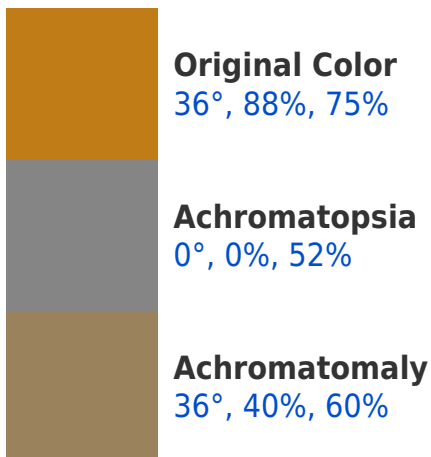 Original Color
36°, 88%, 75%
Achromatopsia
0°, 0%, 52%
Achromatomaly
36°, 40%, 60%